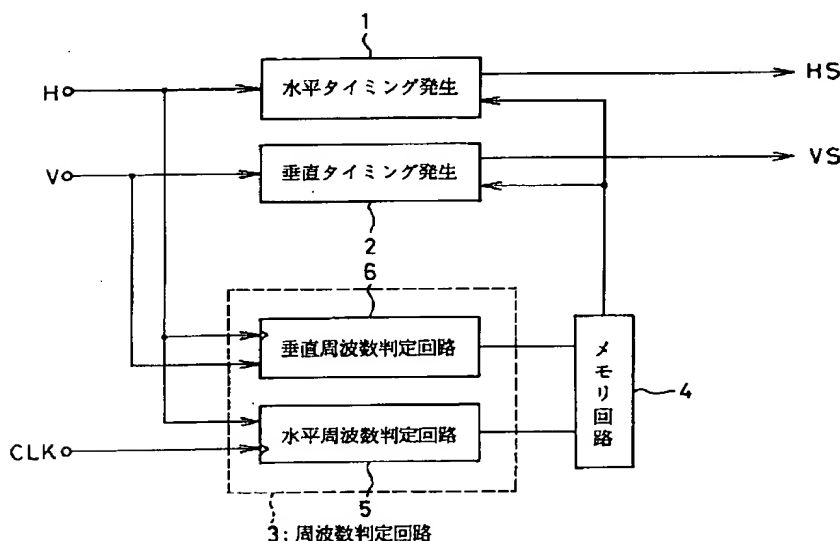 1
H
水平タイミング発生
HS
V
垂直タイミング発生
VS
2
6
垂直周波数判定回路
メモリ回路
4
水平周波数判定回路
CLK
5
3:周波数判定回路